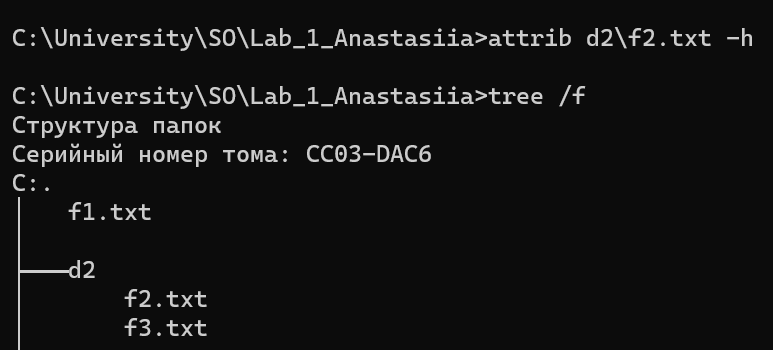 C:\University\SO\Lab_1_Anastasiia>attrib d2\f2.txt -h
C:\University\SO\Lab_1_Anastasiia>tree /f
Структура папок
Серийный номер тома: CC03-DAC6
C:.
│   f1.txt
│
├───d2
│       f2.txt
│       f3.txt